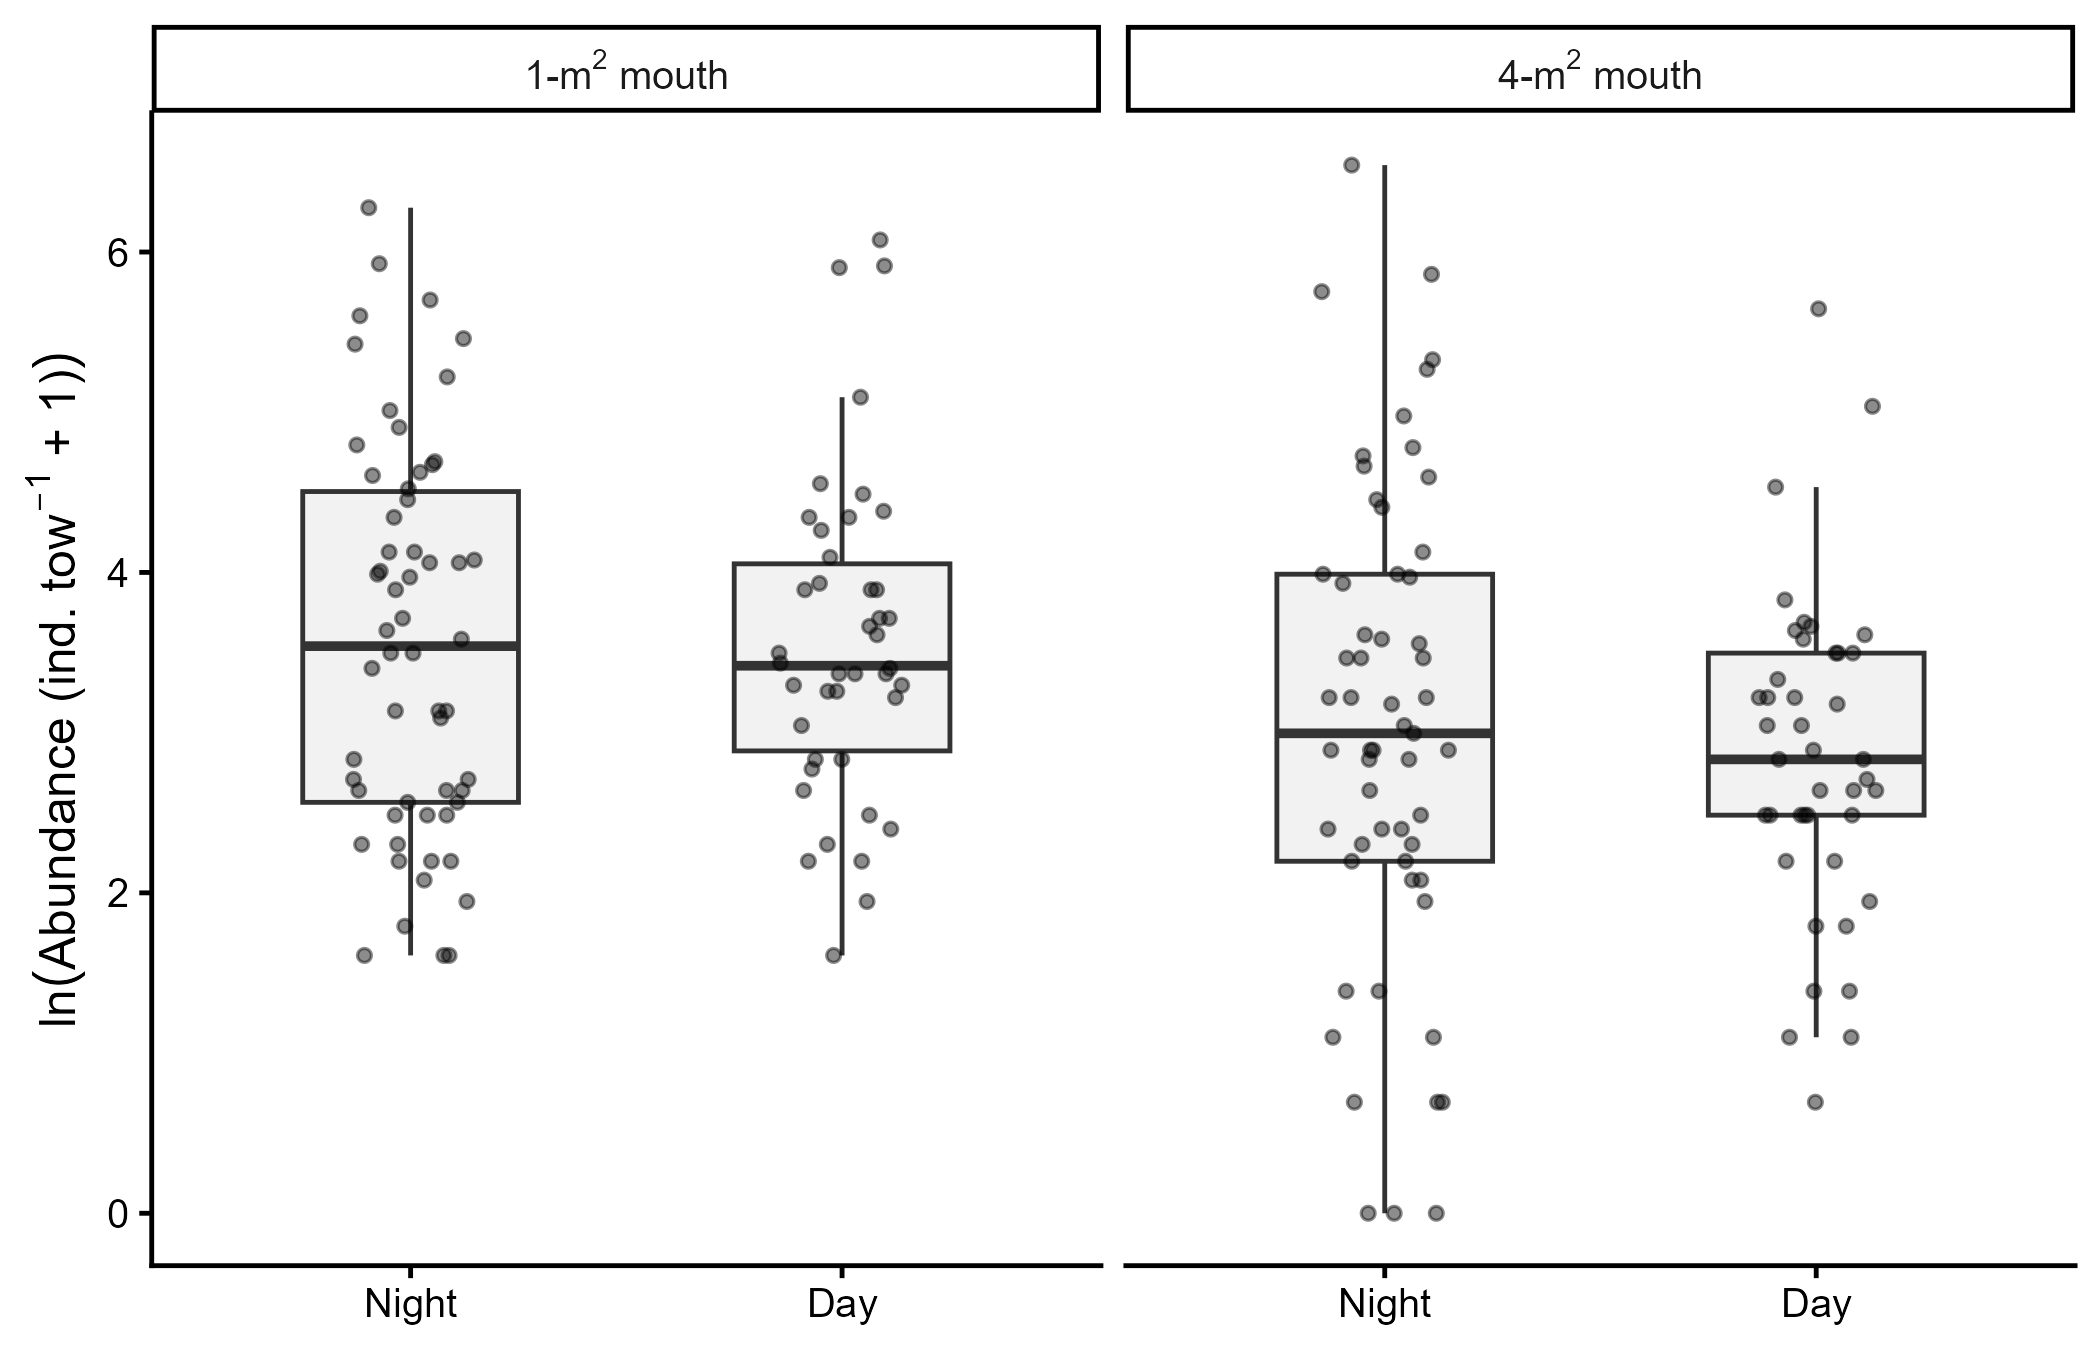 1-m² mouth
4-m² mouth
ln(Abundance (ind. tow⁻¹ + 1))
6
4
2
0
Night
Day
Night
Day